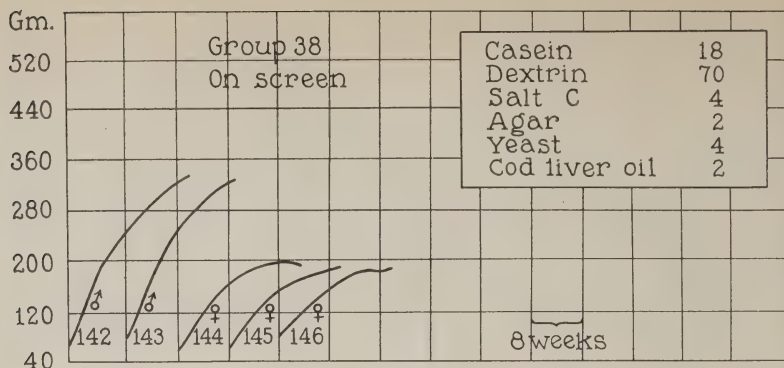 Gm.
520
440
360
280
200
120
40
Group 38
On screen
Casein 18
Dextrin 70
Salt C 4
Agar 2
Yeast 4
Cod liver oil 2
♂ ♂ ♀ ♀ ♀
142 143 144 145 146
8 weeks